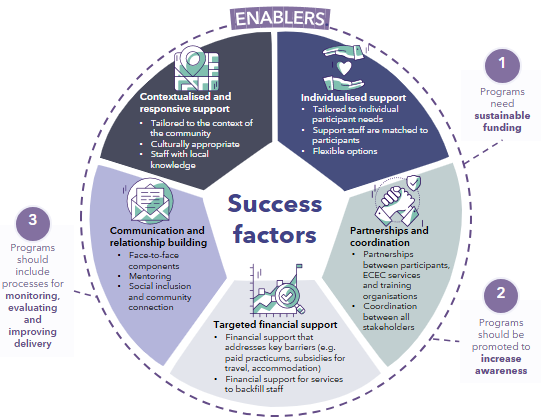 ENABLERS
Contextualised and
responsive support
• Tailored to the context of
the community
• Culturally appropriate
• Staff with local
knowledge
Individualised support
• Tailored to individual
participant needs
• Support staff are matched to
participants
• Flexible options
1
Programs
need
sustainable
funding
Success
factors
Communication and
relationship building
• Face-to-face
components
• Mentoring
• Social inclusion
and community
connection
Partnerships and
coordination
• Partnerships
between participants,
ECEC services
and training
organisations
• Coordination
between all
stakeholders
3
Programs
should
include
processes for
monitoring,
evaluating
and
improving
delivery
2
Programs
should be
promoted to
increase
awareness
Targeted financial support
• Financial support that
addresses key barriers (e.g.
paid practicums, subsidies for
travel, accommodation)
• Financial support for services
to backfill staff